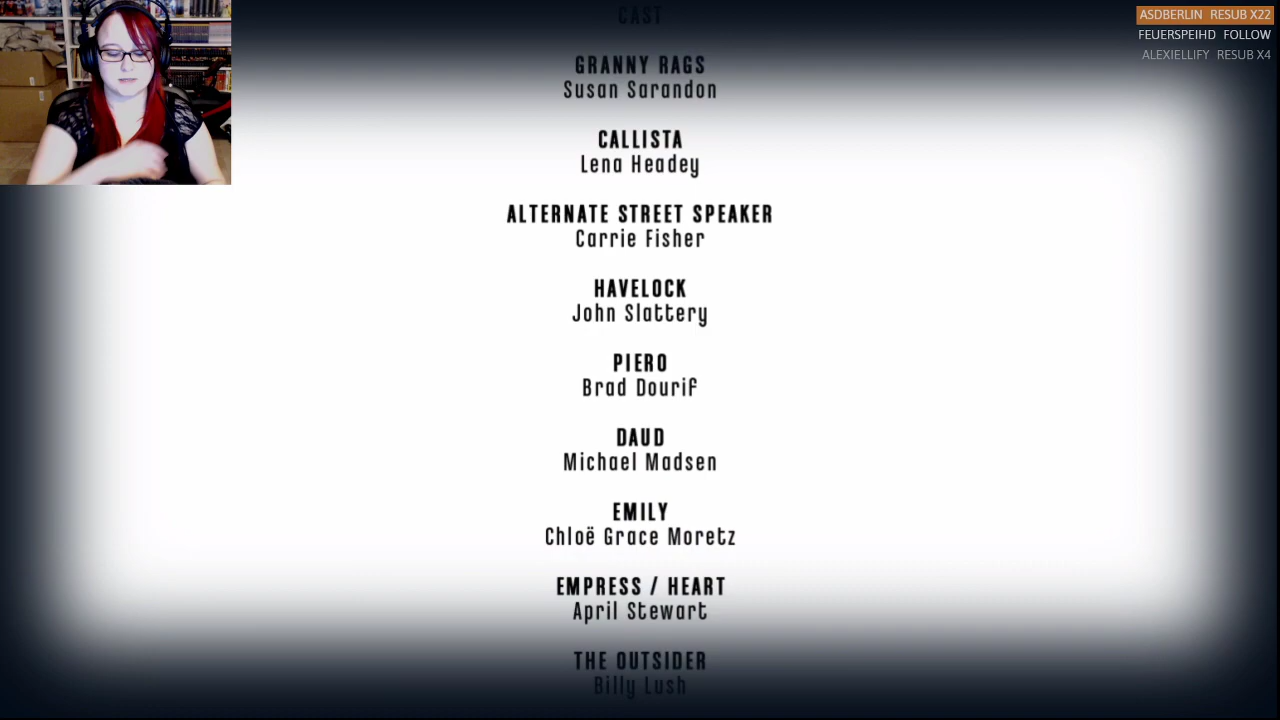 CAST
GRANNY RAGS
Susan Sarandon
CALLISTA
Lena Headey
ALTERNATE STREET SPEAKER
Carrie Fisher
HAVELOCK
John Slattery
PIERO
Brad Dourif
DAUD
Michael Madsen
EMILY
Chloë Grace Moretz
EMPRESS / HEART
April Stewart
THE OUTSIDER
Billy Lush
ASDBERLIN RESUB X22
FEUERSPEIHD FOLLOW
ALEXIELLIFY RESUB X4